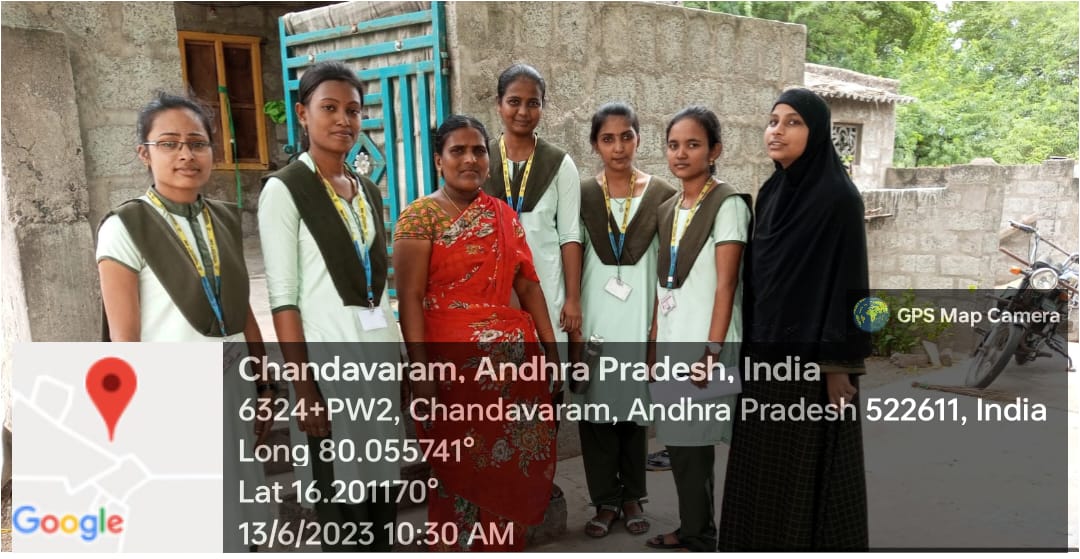 GPS Map Camera
Chandavaram, Andhra Pradesh, India
6324+PW2, Chandavaram, Andhra Pradesh 522611, India
Long 80.055741°
Lat 16.201170°
13/6/2023 10:30 AM
Google